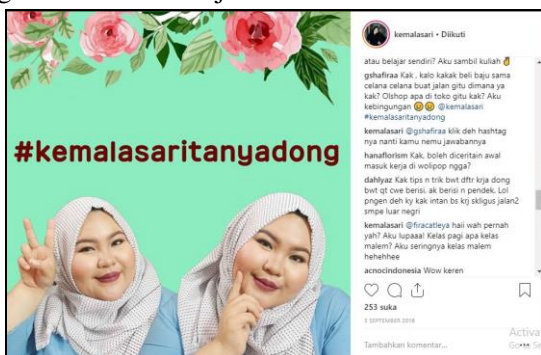 #kemalasaritanyadong
kemalasari • Diikuti
atau belajar sendiri? Aku sambil kuliah
gshafiraa Kak , kalo kakak beli baju sama
celana celana buat jalan gitu dimana ya
kak? Olshop apa di toko gitu kak? Aku
kebingungan 😢😢 @kemalasari
#kemalasaritanyadong
kemalasari @gshafiraa klik deh hashtag
nya nanti kamu nemu jawabannya
hanaflorism Kak, boleh diceritain awal
masuk kerja di wolipop ngga?
dahlyaz Kak tips n trik bwt dftr krja dong
bwt qt cwe berisi. ak berisi n pendek. Lol
pngen deh ky kak intan bs krj skligus jalan2
smpe luar negri
kemalasari @firacatleya haii wah pernah
yah? Aku lupaaa! Kelas pagi apa kelas
malem? Aku seringnya kelas malem
hehehhee
acnocindonesia Wow keren
253 suka
2 SEPTEMBER 2018
Tambahkan komentar...